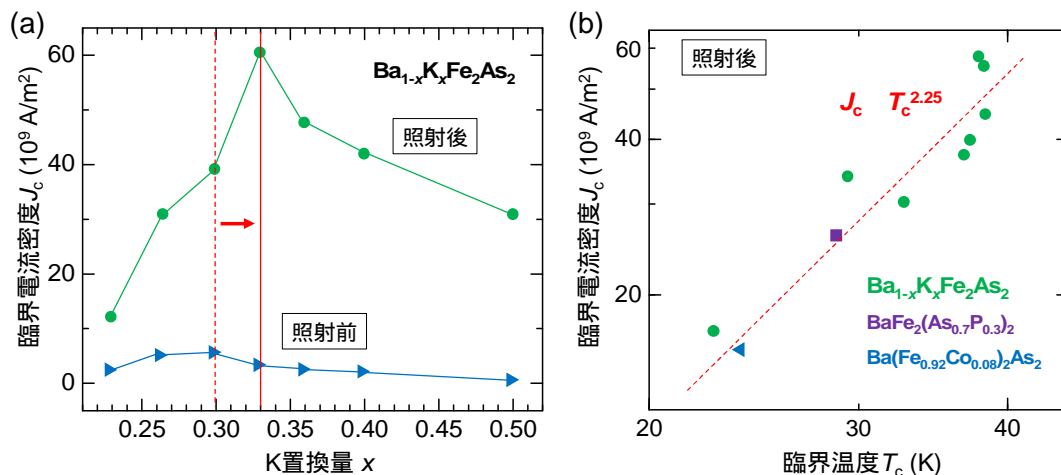 (a)
臨界電流密度Jc (10⁹ A/m²)
60
40
20
0
Ba1-xKxFe2As2
照射後
照射前
0.25 0.30 0.35 0.40 0.45 0.50
K置換量 x
(b)
臨界電流密度Jc (10⁹ A/m²)
60
40
20
照射後
Jc Tc^2.25
Ba1-xKxFe2As2
BaFe2(As0.7P0.3)2
Ba(Fe0.92Co0.08)2As2
20 30 40
臨界温度Tc (K)